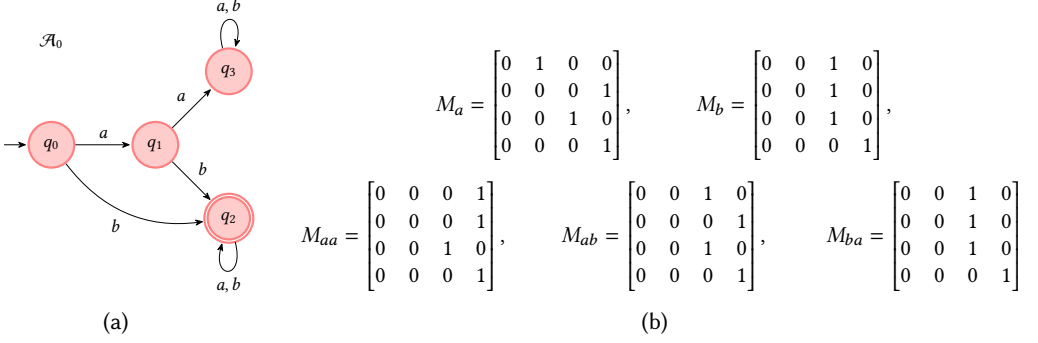 𝒜₀
a, b
q₃
a
q₀ a q₁
b
b q₂
a, b
(a)
M_a = [0 1 0 0; 0 0 0 1; 0 0 1 0; 0 0 0 1], M_b = [0 0 1 0; 0 0 1 0; 0 0 1 0; 0 0 0 1],
M_aa = [0 0 0 1; 0 0 0 1; 0 0 1 0; 0 0 0 1], M_ab = [0 0 1 0; 0 0 0 1; 0 0 1 0; 0 0 0 1], M_ba = [0 0 1 0; 0 0 1 0; 0 0 1 0; 0 0 0 1]
(b)